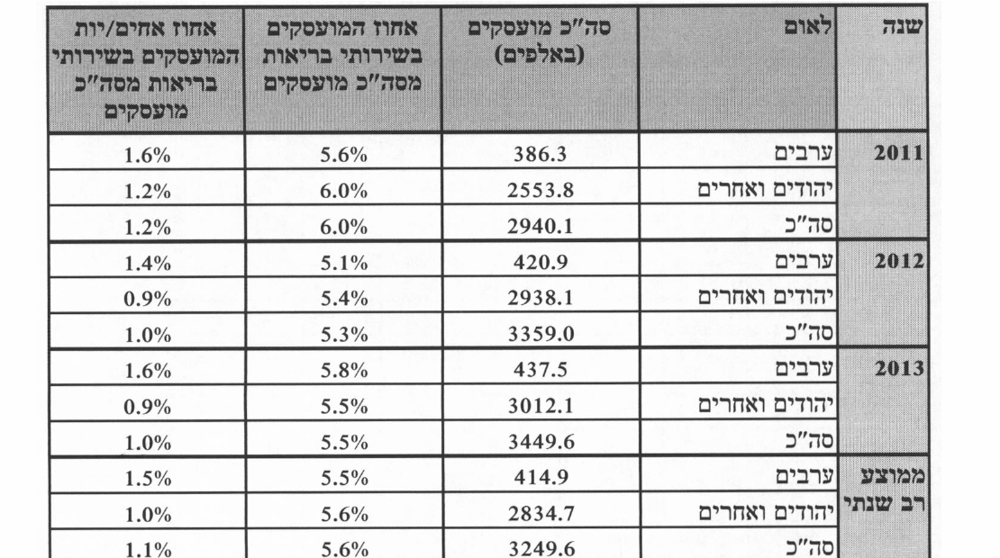 שנה לאום סה"כ מועסקים (באלפים) אחוז המועסקים בשירותי בריאות מסה"כ מועסקים אחוז אחים/יות המועסקים בשירותי בריאות מסה"כ מועסקים
2011 ערבים 386.3 5.6% 1.6%
יהודים ואחרים 2553.8 6.0% 1.2%
סה"כ 2940.1 6.0% 1.2%
2012 ערבים 420.9 5.1% 1.4%
יהודים ואחרים 2938.1 5.4% 0.9%
סה"כ 3359.0 5.3% 1.0%
2013 ערבים 437.5 5.8% 1.6%
יהודים ואחרים 3012.1 5.5% 0.9%
סה"כ 3449.6 5.5% 1.0%
ממוצע רב שנתי ערבים 414.9 5.5% 1.5%
יהודים ואחרים 2834.7 5.6% 1.0%
סה"כ 3249.6 5.6% 1.1%